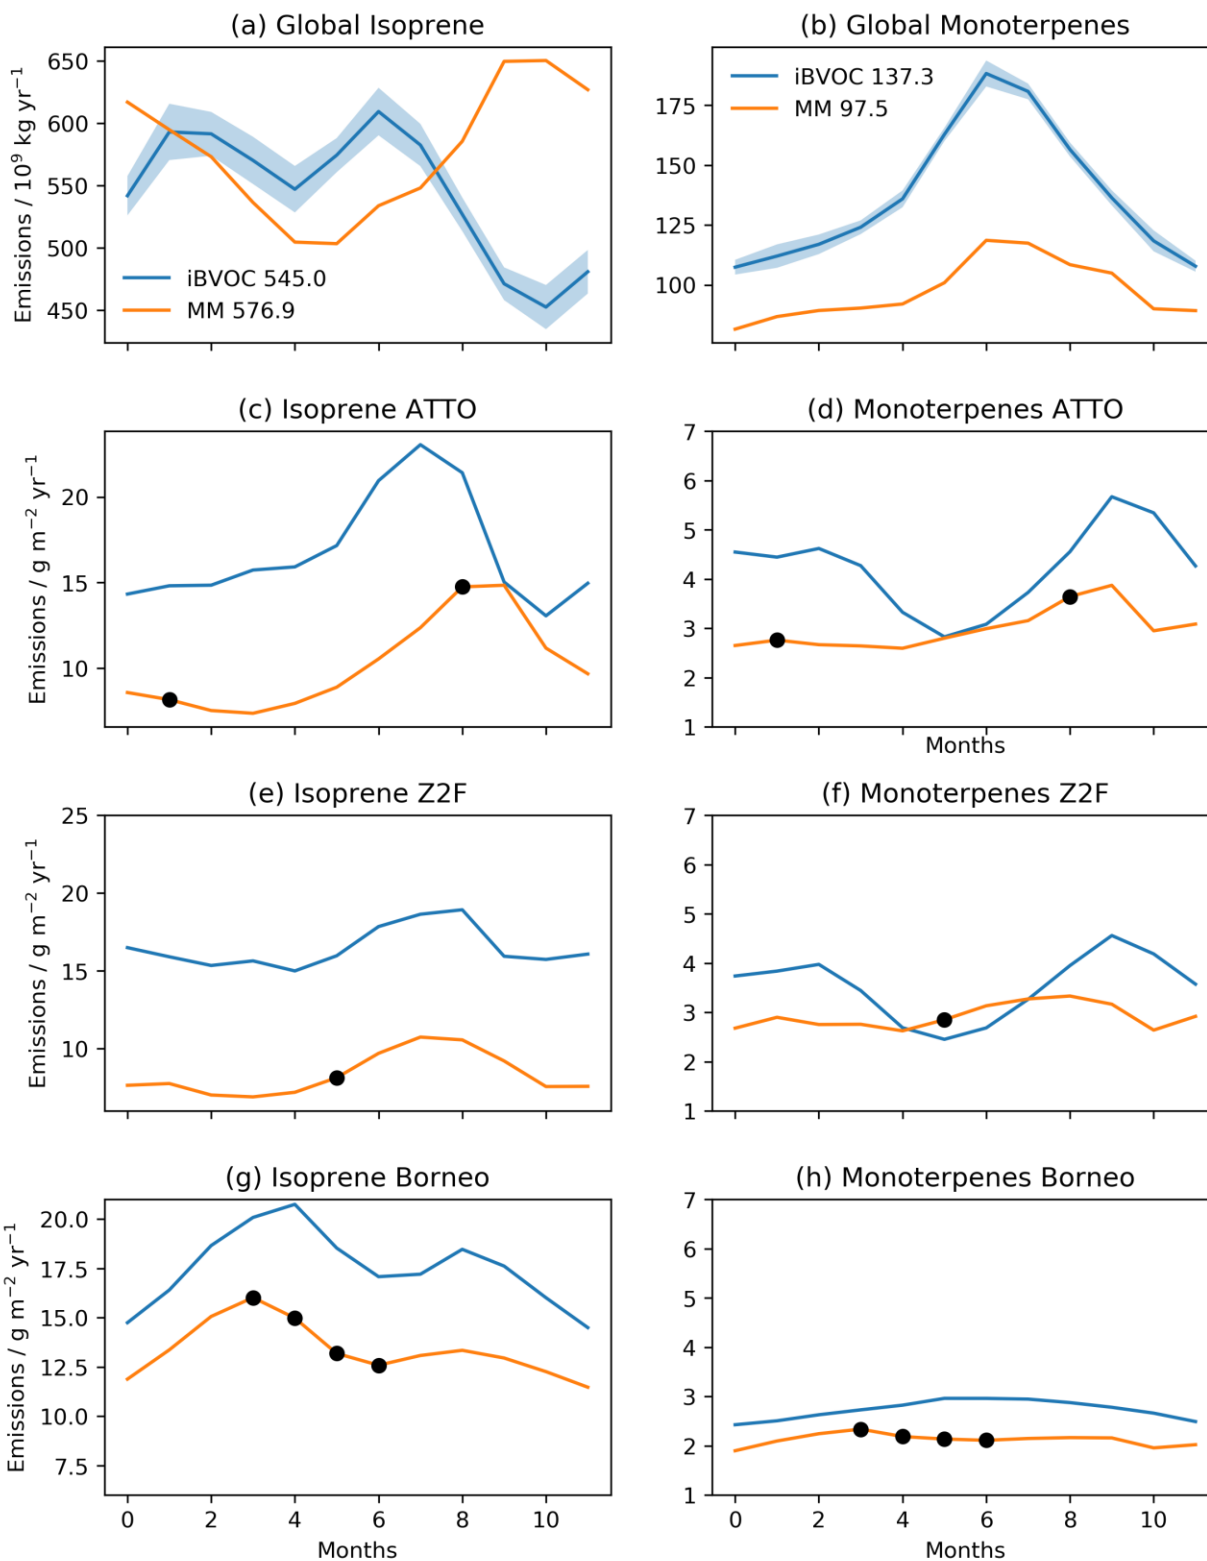 (a) Global Isoprene
(b) Global Monoterpenes
Emissions / 10⁹ kg yr⁻¹
650
600
550
500
450
iBVOC 545.0
MM 576.9
175
150
125
100
iBVOC 137.3
MM 97.5
(c) Isoprene ATTO
(d) Monoterpenes ATTO
Emissions / g m⁻² yr⁻¹
20
15
10
7
6
5
4
3
2
1
Months
(e) Isoprene Z2F
(f) Monoterpenes Z2F
Emissions / g m⁻² yr⁻¹
25
20
15
10
7
6
5
4
3
2
1
(g) Isoprene Borneo
(h) Monoterpenes Borneo
Emissions / g m⁻² yr⁻¹
20.0
17.5
15.0
12.5
10.0
7.5
0 2 4 6 8 10
Months
7
6
5
4
3
2
1
0 2 4 6 8 10
Months